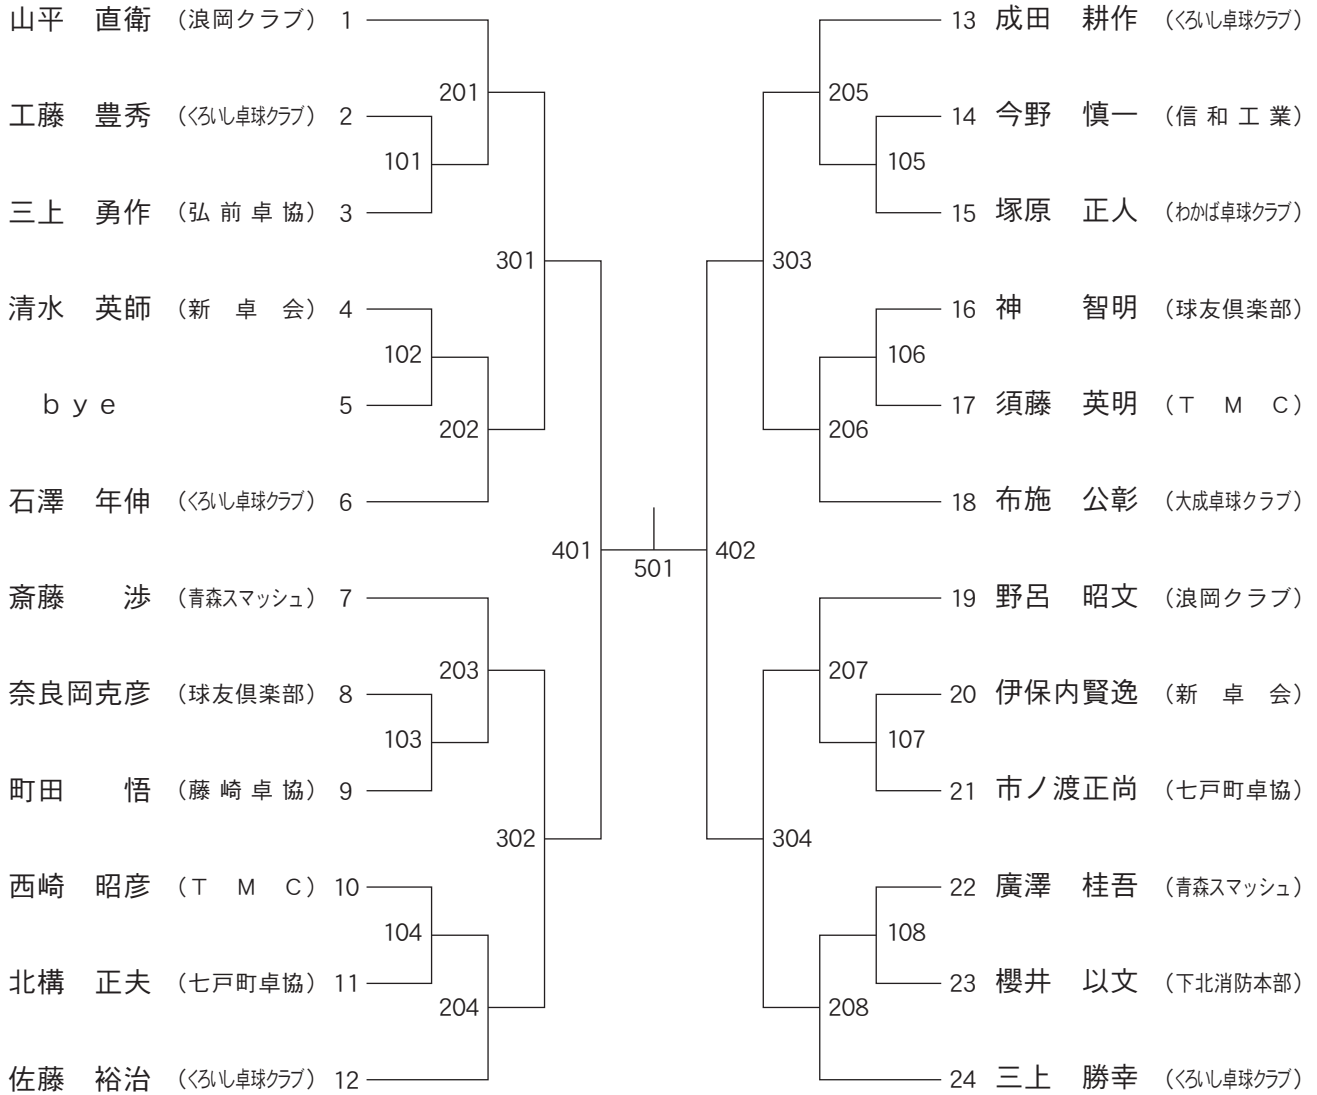 山平　直衛 （浪岡クラブ） 1
201
工藤　豊秀 （くろいし卓球クラブ） 2
101
三上　勇作 （弘前卓協） 3
301
清水　英師 （新　卓　会） 4
102
ｂｙｅ 5
202
石澤　年伸 （くろいし卓球クラブ） 6
401
斎藤　　渉 （青森スマッシュ） 7
203
奈良岡克彦 （球友倶楽部） 8
103
町田　　悟 （藤崎卓協） 9
302
西崎　昭彦 （Ｔ　Ｍ　Ｃ） 10
104
北構　正夫 （七戸町卓協） 11
204
佐藤　裕治 （くろいし卓球クラブ） 12
501
13 成田　耕作 （くろいし卓球クラブ）
205
14 今野　慎一 （信和工業）
105
15 塚原　正人 （わかば卓球クラブ）
303
16 神　　智明 （球友倶楽部）
106
17 須藤　英明 （Ｔ　Ｍ　Ｃ）
206
18 布施　公彰 （大成卓球クラブ）
402
19 野呂　昭文 （浪岡クラブ）
207
20 伊保内賢逸 （新　卓　会）
107
21 市ノ渡正尚 （七戸町卓協）
304
22 廣澤　桂吾 （青森スマッシュ）
108
23 櫻井　以文 （下北消防本部）
208
24 三上　勝幸 （くろいし卓球クラブ）